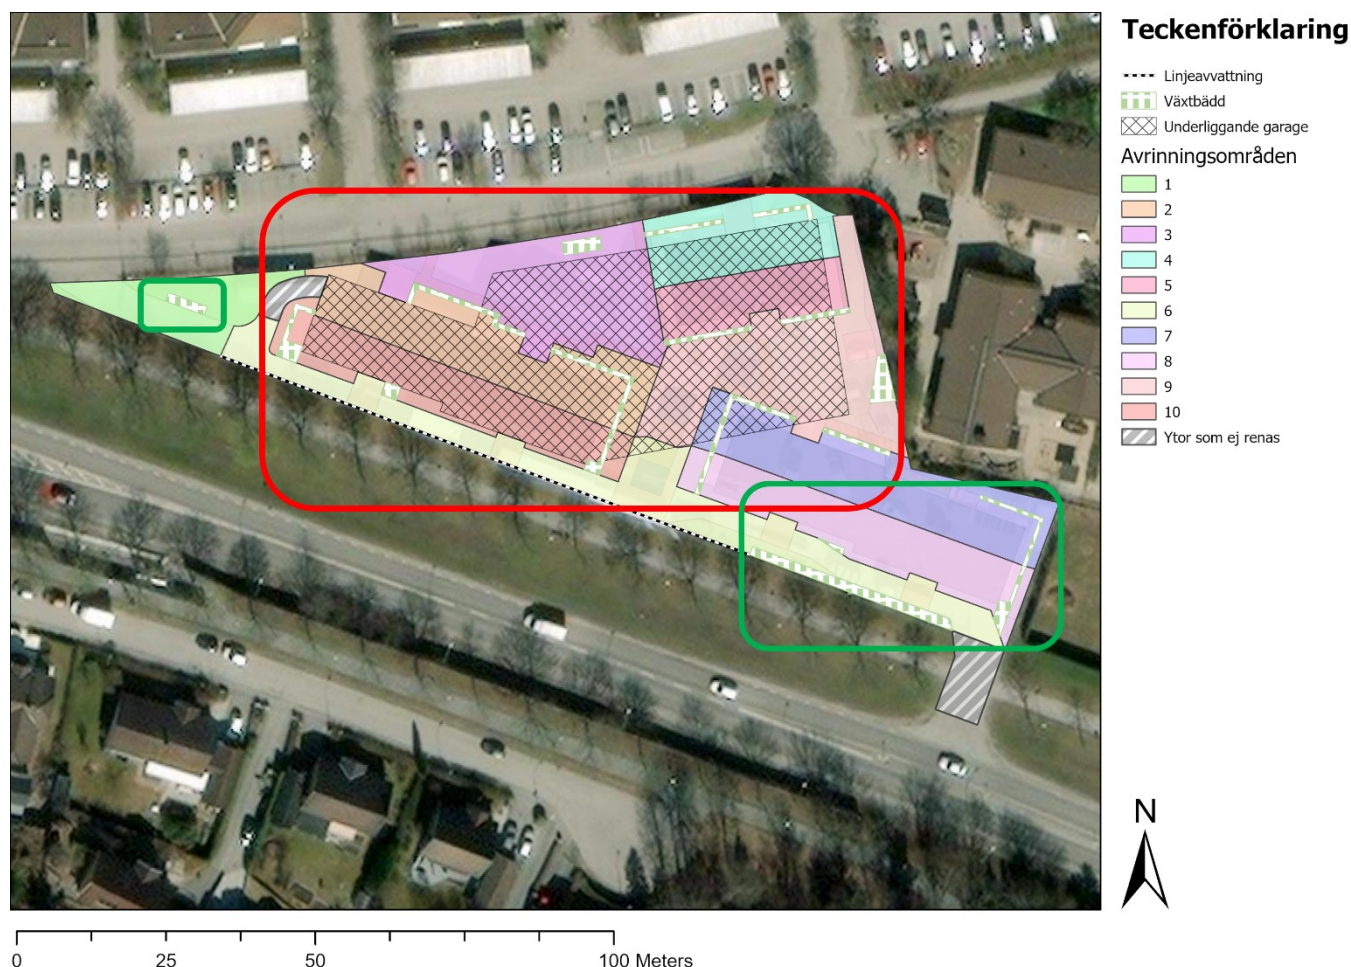 Teckenförklaring
Linjeavvattning
Växtbädd
Underliggande garage
Avrinningsområden
1
2
3
4
5
6
7
8
9
10
Ytor som ej renas
N
0 25 50 100 Meters